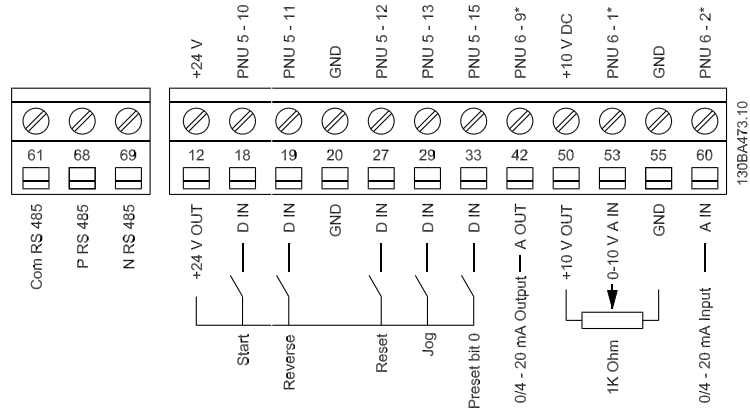 +24 V
PNU 5 - 10
PNU 5 - 11
GND
PNU 5 - 12
PNU 5 - 13
PNU 5 - 15
PNU 6 - 9*
+10 V DC
PNU 6 - 1*
GND
PNU 6 - 2*
61 68 69
12 18 19 20 27 29 33 42 50 53 55 60
Com RS 485
P RS 485
N RS 485
+24 V OUT
D IN
D IN
GND
D IN
D IN
D IN
0/4 - 20 mA Output — A OUT
+10 V OUT
0-10 V A IN
GND
0/4 - 20 mA Input — A IN
Start
Reverse
Reset
Jog
Preset bit 0
1K Ohm
130BA473.10